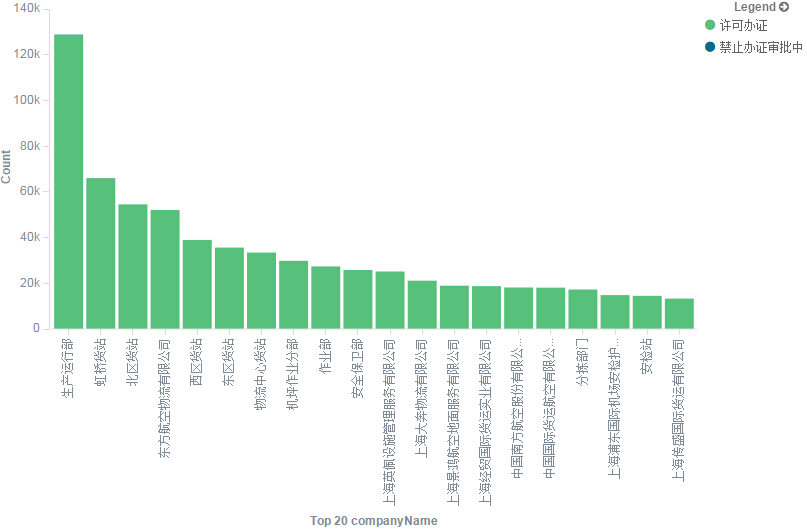 Legend
许可办证
禁止办证审批中
140k
120k
100k
80k
60k
40k
20k
0
Count
生产运行部
虹桥货站
北区货站
东方航空物流有限公司
西区货站
东区货站
物流中心货站
机坪作业分部
作业部
安全保卫部
上海英佩设施管理服务有限公司
上海大奔物流有限公司
上海景鸿航空地面服务有限公司
上海经贸国际货运实业有限公司
中国南方航空股份有限公...
中国国际货运航空有限公...
分拣部门
上海浦东国际机场安检护...
安检站
上海传盛国际货运有限公司
Top 20 companyName